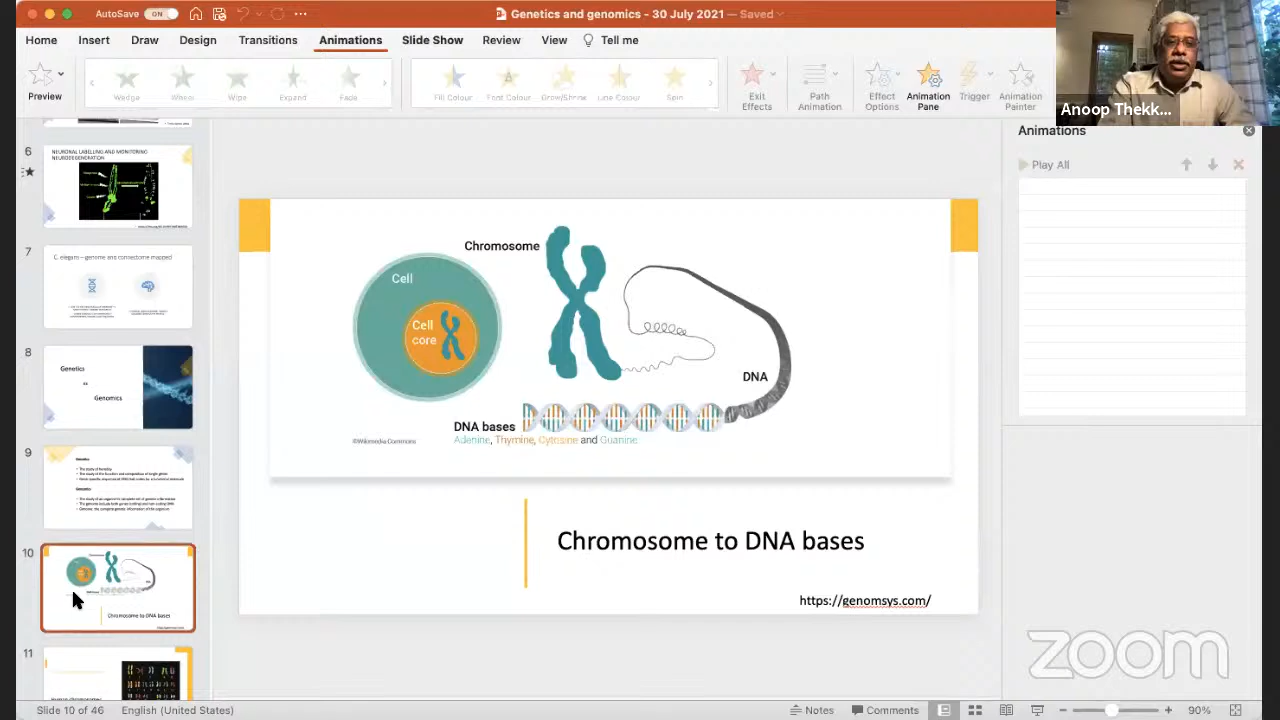 AutoSave
ON
Genetics and genomics - 30 July 2021 — Saved
Home Insert Draw Design Transitions Animations Slide Show Review View Tell me
Preview
Wedge Wheel Wipe Expand Fade
Fill Colour Font Colour Grow/Shrink Line Colour Spin
Exit Effects
Path Animation
Effect Options
Animation Pane
Trigger
Animation Painter
Anoop Thekk...
Animations
Play All
6
NEURONAL LABELLING AND MONITORING
NEURODEGENERATION
7
C. elegans – genome and connectome mapped
8
Genetics
vs
Genomics
9
10
Chromosome to DNA bases
11
Chromosome
Cell
Cell
core
DNA
DNA bases
Adenine, Thymine, Cytosine and Guanine
©Wikimedia Commons
Chromosome to DNA bases
https://genomsys.com/
zoom
Slide 10 of 46
English (United States)
Notes
Comments
90%